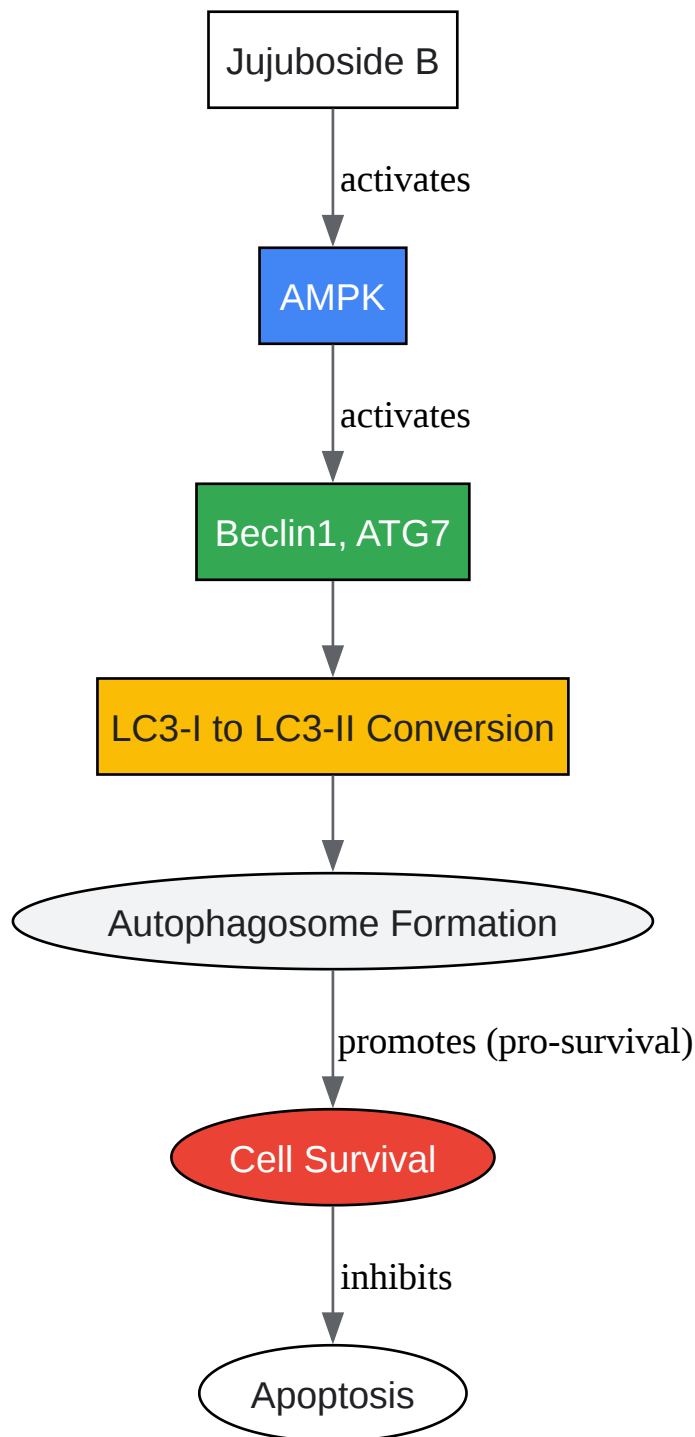 Jujuboside B
activates
AMPK
activates
Beclin1, ATG7
LC3-I to LC3-II Conversion
Autophagosome Formation
promotes (pro-survival)
Cell Survival
inhibits
Apoptosis